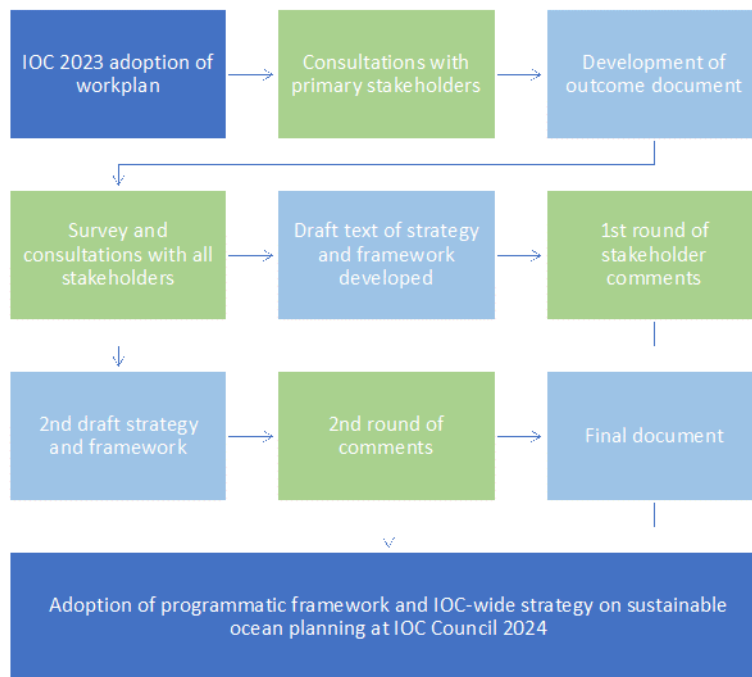 IOC 2023 adoption of
workplan
Consultations with
primary stakeholders
Development of
outcome document
Survey and
consultations with all
stakeholders
Draft text of strategy
and framework
developed
1st round of
stakeholder
comments
2nd draft strategy
and framework
2nd round of
comments
Final document
Adoption of programmatic framework and IOC-wide strategy on sustainable
ocean planning at IOC Council 2024